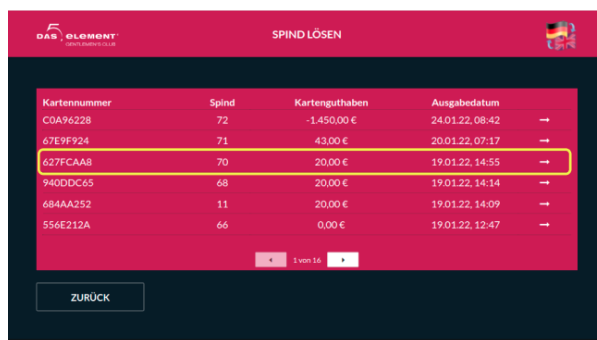 DAS element
GENTLEMEN'S CLUB
SPIND LÖSEN
Kartennummer Spind Kartenguthaben Ausgabedatum
C0A96228 72 -1.450,00 € 24.01.22, 08:42 →
67E9F924 71 43,00 € 20.01.22, 07:17 →
627FCAA8 70 20,00 € 19.01.22, 14:55 →
940DDC65 68 20,00 € 19.01.22, 14:14 →
684AA252 11 20,00 € 19.01.22, 14:09 →
556E212A 66 0,00 € 19.01.22, 12:47 →
1 von 16
ZURÜCK